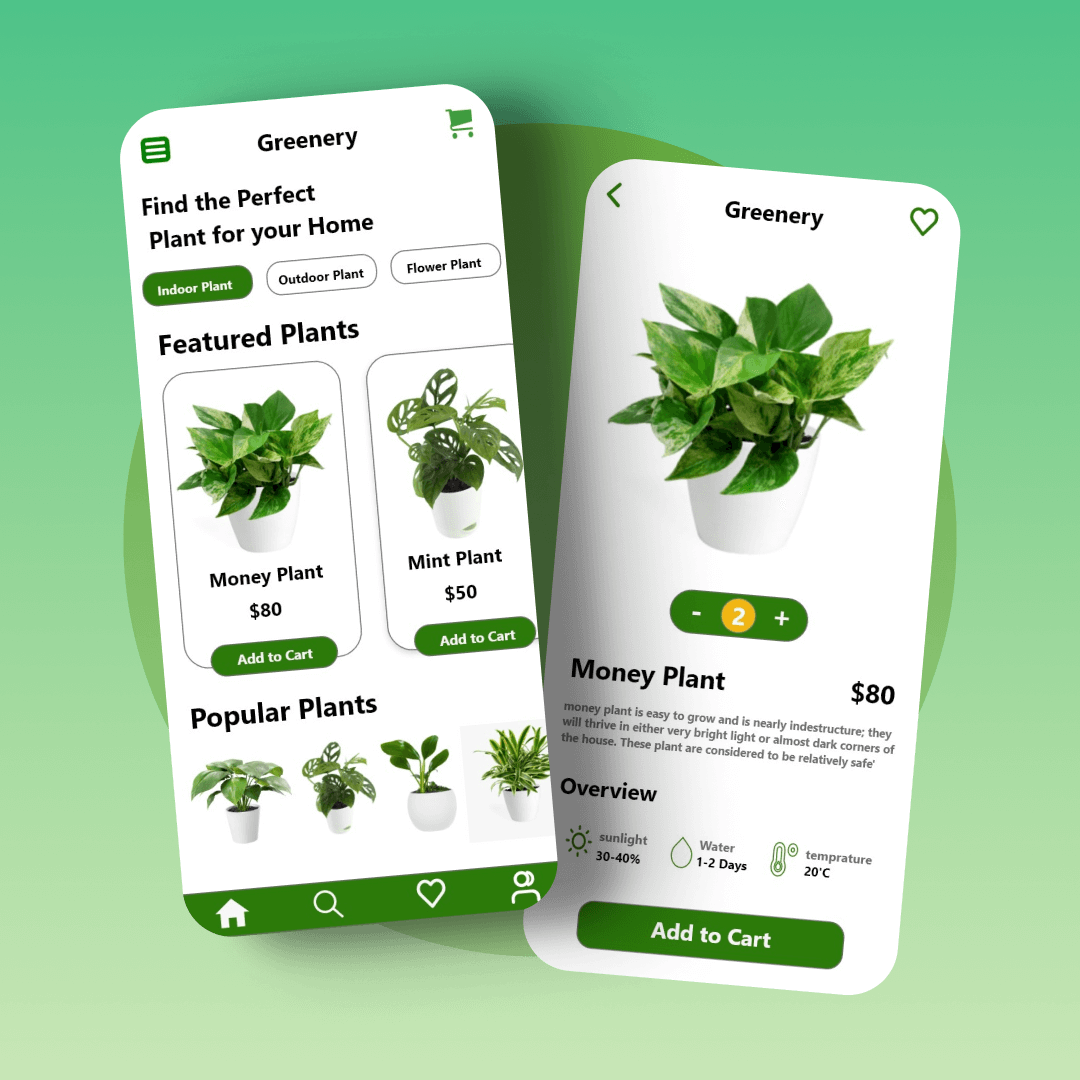 Greenery
Find the Perfect
Plant for your Home
Indoor Plant
Outdoor Plant
Flower Plant
Featured Plants
Money Plant
$80
Add to Cart
Mint Plant
$50
Add to Cart
Popular Plants
Greenery
- 2 +
Money Plant
$80
money plant is easy to grow and is nearly indestructure; they
will thrive in either very bright light or almost dark corners of
the house. These plant are considered to be relatively safe'
Overview
sunlight
30-40%
Water
1-2 Days
temprature
20'C
Add to Cart